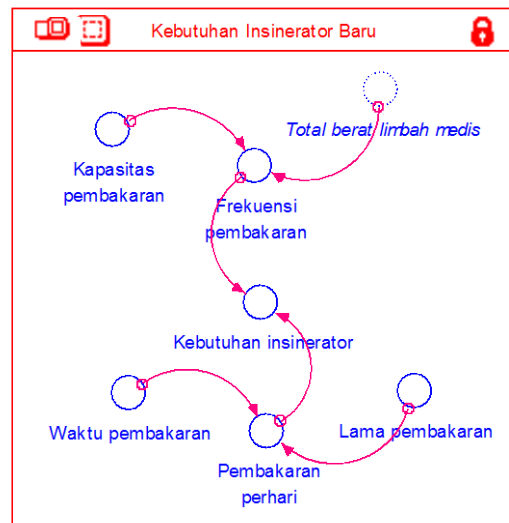 Kebutuhan Insinerator Baru
Total berat limbah medis
Kapasitas
pembakaran
Frekuensi
pembakaran
Kebutuhan insinerator
Waktu pembakaran
Lama pembakaran
Pembakaran
perhari